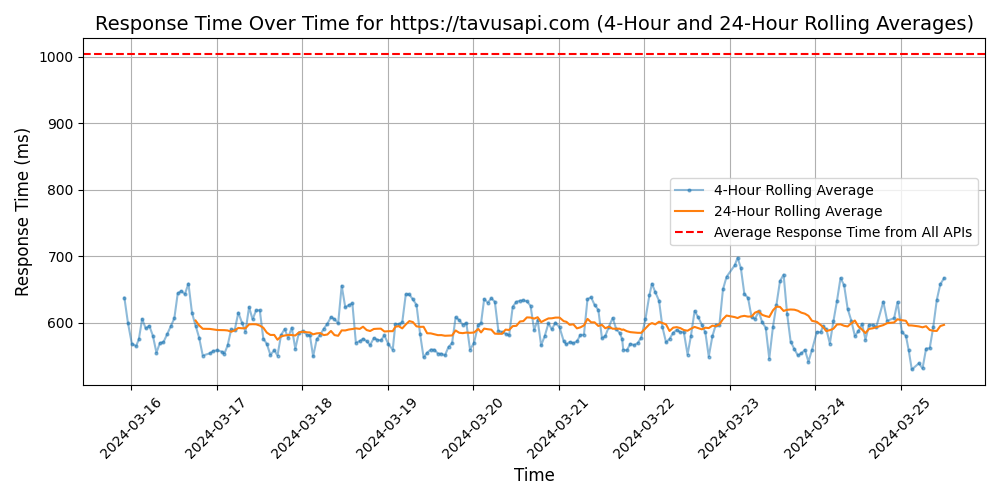 Response Time Over Time for https://tavusapi.com (4-Hour and 24-Hour Rolling Averages)
Response Time (ms)
1000
900
800
700
600
4-Hour Rolling Average
24-Hour Rolling Average
Average Response Time from All APIs
2024-03-16
2024-03-17
2024-03-18
2024-03-19
2024-03-20
2024-03-21
2024-03-22
2024-03-23
2024-03-24
2024-03-25
Time